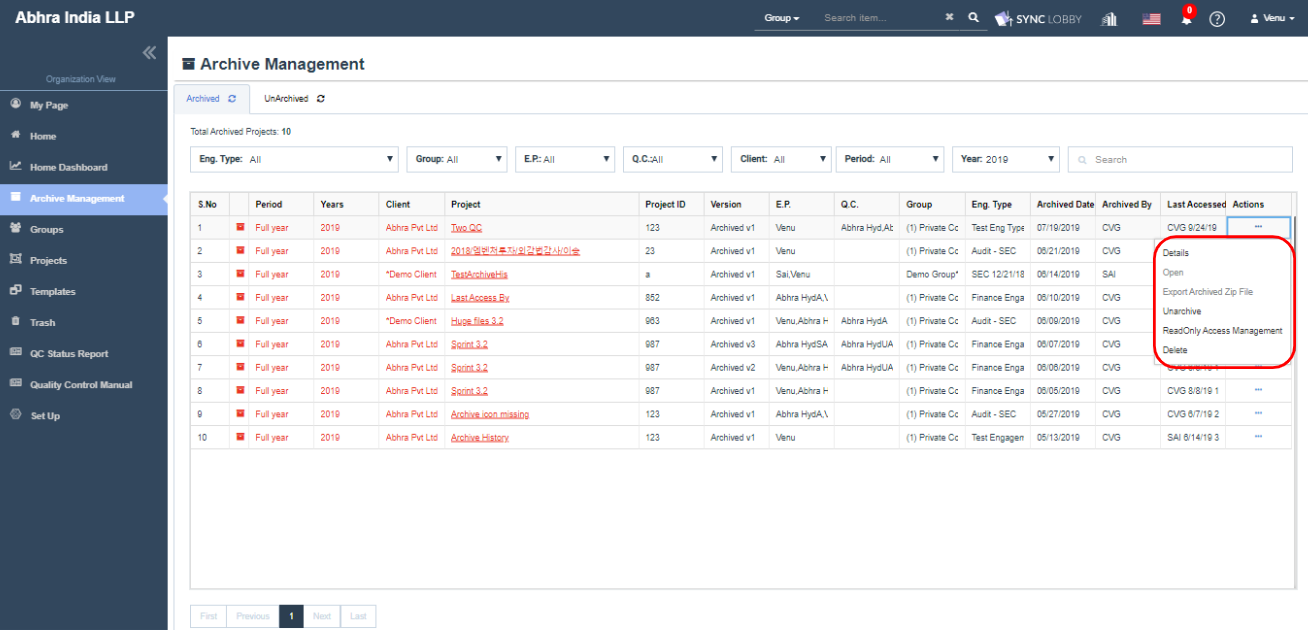 Abhra India LLP
Group
Search item...
SYNC LOBBY
0
Venu
Organization View
My Page
Home
Home Dashboard
Archive Management
Groups
Projects
Templates
Trash
QC Status Report
Quality Control Manual
Set Up
Archive Management
Archived UnArchived
Total Archived Projects: 10
Eng. Type: All Group: All E.P.: All Q.C.: All Client: All Period: All Year: 2019 Search
S.No Period Years Client Project Project ID Version E.P. Q.C. Group Eng. Type Archived Date Archived By Last Accessed Actions
1 Full year 2019 Abhra Pvt Ltd Two QC 123 Archived v1 Venu Abhra Hyd,At (1) Private Cc Test Eng Type 07/19/2019 CVG CVG 9/24/19 ...
2 Full year 2019 Abhra Pvt Ltd 23 Archived v1 Venu (1) Private Cc Audit - SEC 06/21/2019 CVG
3 Full year 2019 *Demo Client TestArchiveHis a Archived v1 Sai,Venu Demo Group* SEC 12/21/18 06/14/2019 SAI
4 Full year 2019 Abhra Pvt Ltd Last Access By 852 Archived v1 Abhra HydA,\ (1) Private Cc Finance Enga 06/10/2019 CVG
5 Full year 2019 *Demo Client Huge files 3.2 963 Archived v1 Venu,Abhra H Abhra HydA (1) Private Cc Audit - SEC 06/09/2019 CVG
6 Full year 2019 Abhra Pvt Ltd Sprint 3.2 987 Archived v3 Abhra HydSA Abhra HydUA (1) Private Cc Finance Enga 06/07/2019 CVG
7 Full year 2019 Abhra Pvt Ltd Sprint 3.2 987 Archived v2 Venu,Abhra H Abhra HydUA (1) Private Cc Finance Enga 06/06/2019 CVG
8 Full year 2019 Abhra Pvt Ltd Sprint 3.2 987 Archived v1 Venu,Abhra H (1) Private Cc Finance Enga 06/05/2019 CVG CVG 8/8/19 1 ...
9 Full year 2019 Abhra Pvt Ltd Archive icon missing 123 Archived v1 Abhra HydA,\ (1) Private Cc Audit - SEC 05/27/2019 CVG CVG 6/7/19 2 ...
10 Full year 2019 Abhra Pvt Ltd Archive History 123 Archived v1 Venu (1) Private Cc Test Engagen 05/13/2019 CVG SAI 6/14/19 3 ...
Details
Open
Export Archived Zip File
Unarchive
ReadOnly Access Management
Delete
First Previous 1 Next Last